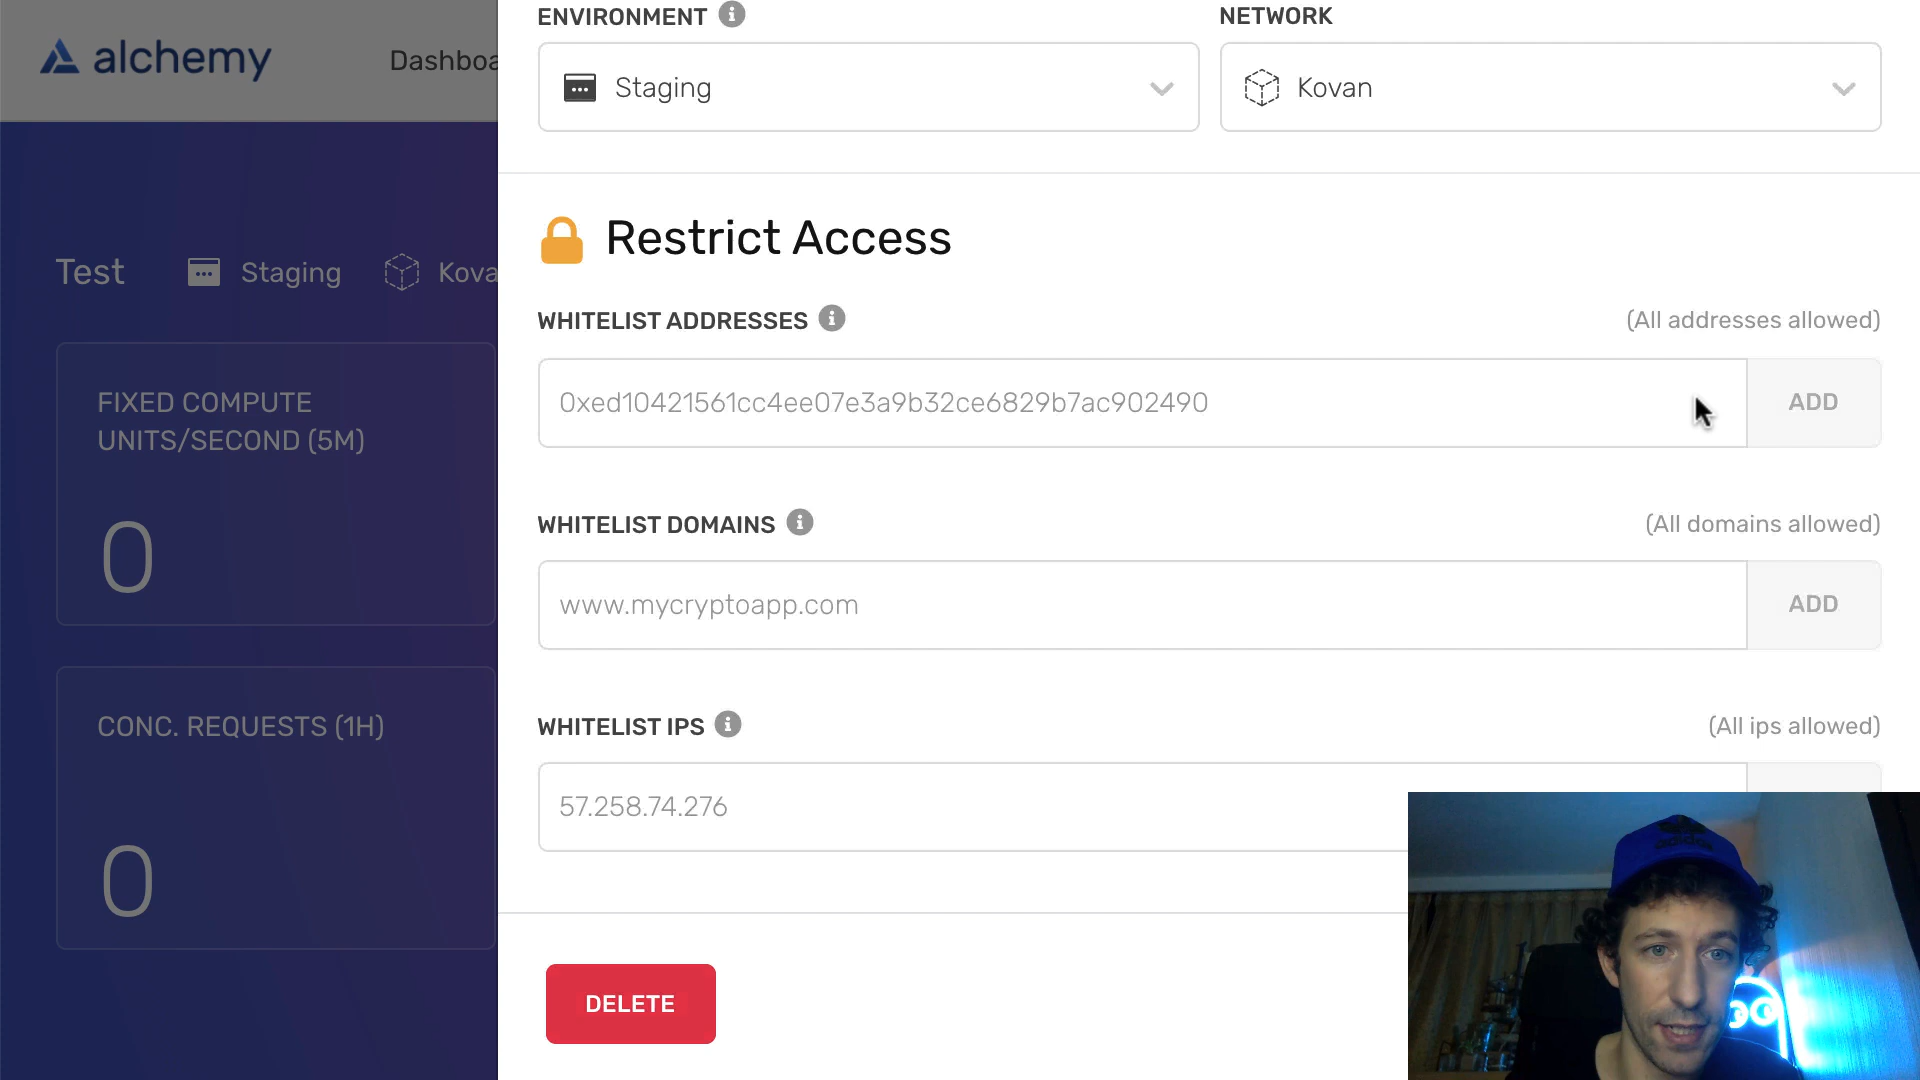 alchemy
Dashboa
Test
Staging
Kova
FIXED COMPUTE
UNITS/SECOND (5M)
0
CONC. REQUESTS (1H)
0
ENVIRONMENT
NETWORK
Staging
Kovan
Restrict Access
WHITELIST ADDRESSES
(All addresses allowed)
0xed10421561cc4ee07e3a9b32ce6829b7ac902490
ADD
WHITELIST DOMAINS
(All domains allowed)
www.mycryptoapp.com
ADD
WHITELIST IPS
(All ips allowed)
57.258.74.276
DELETE